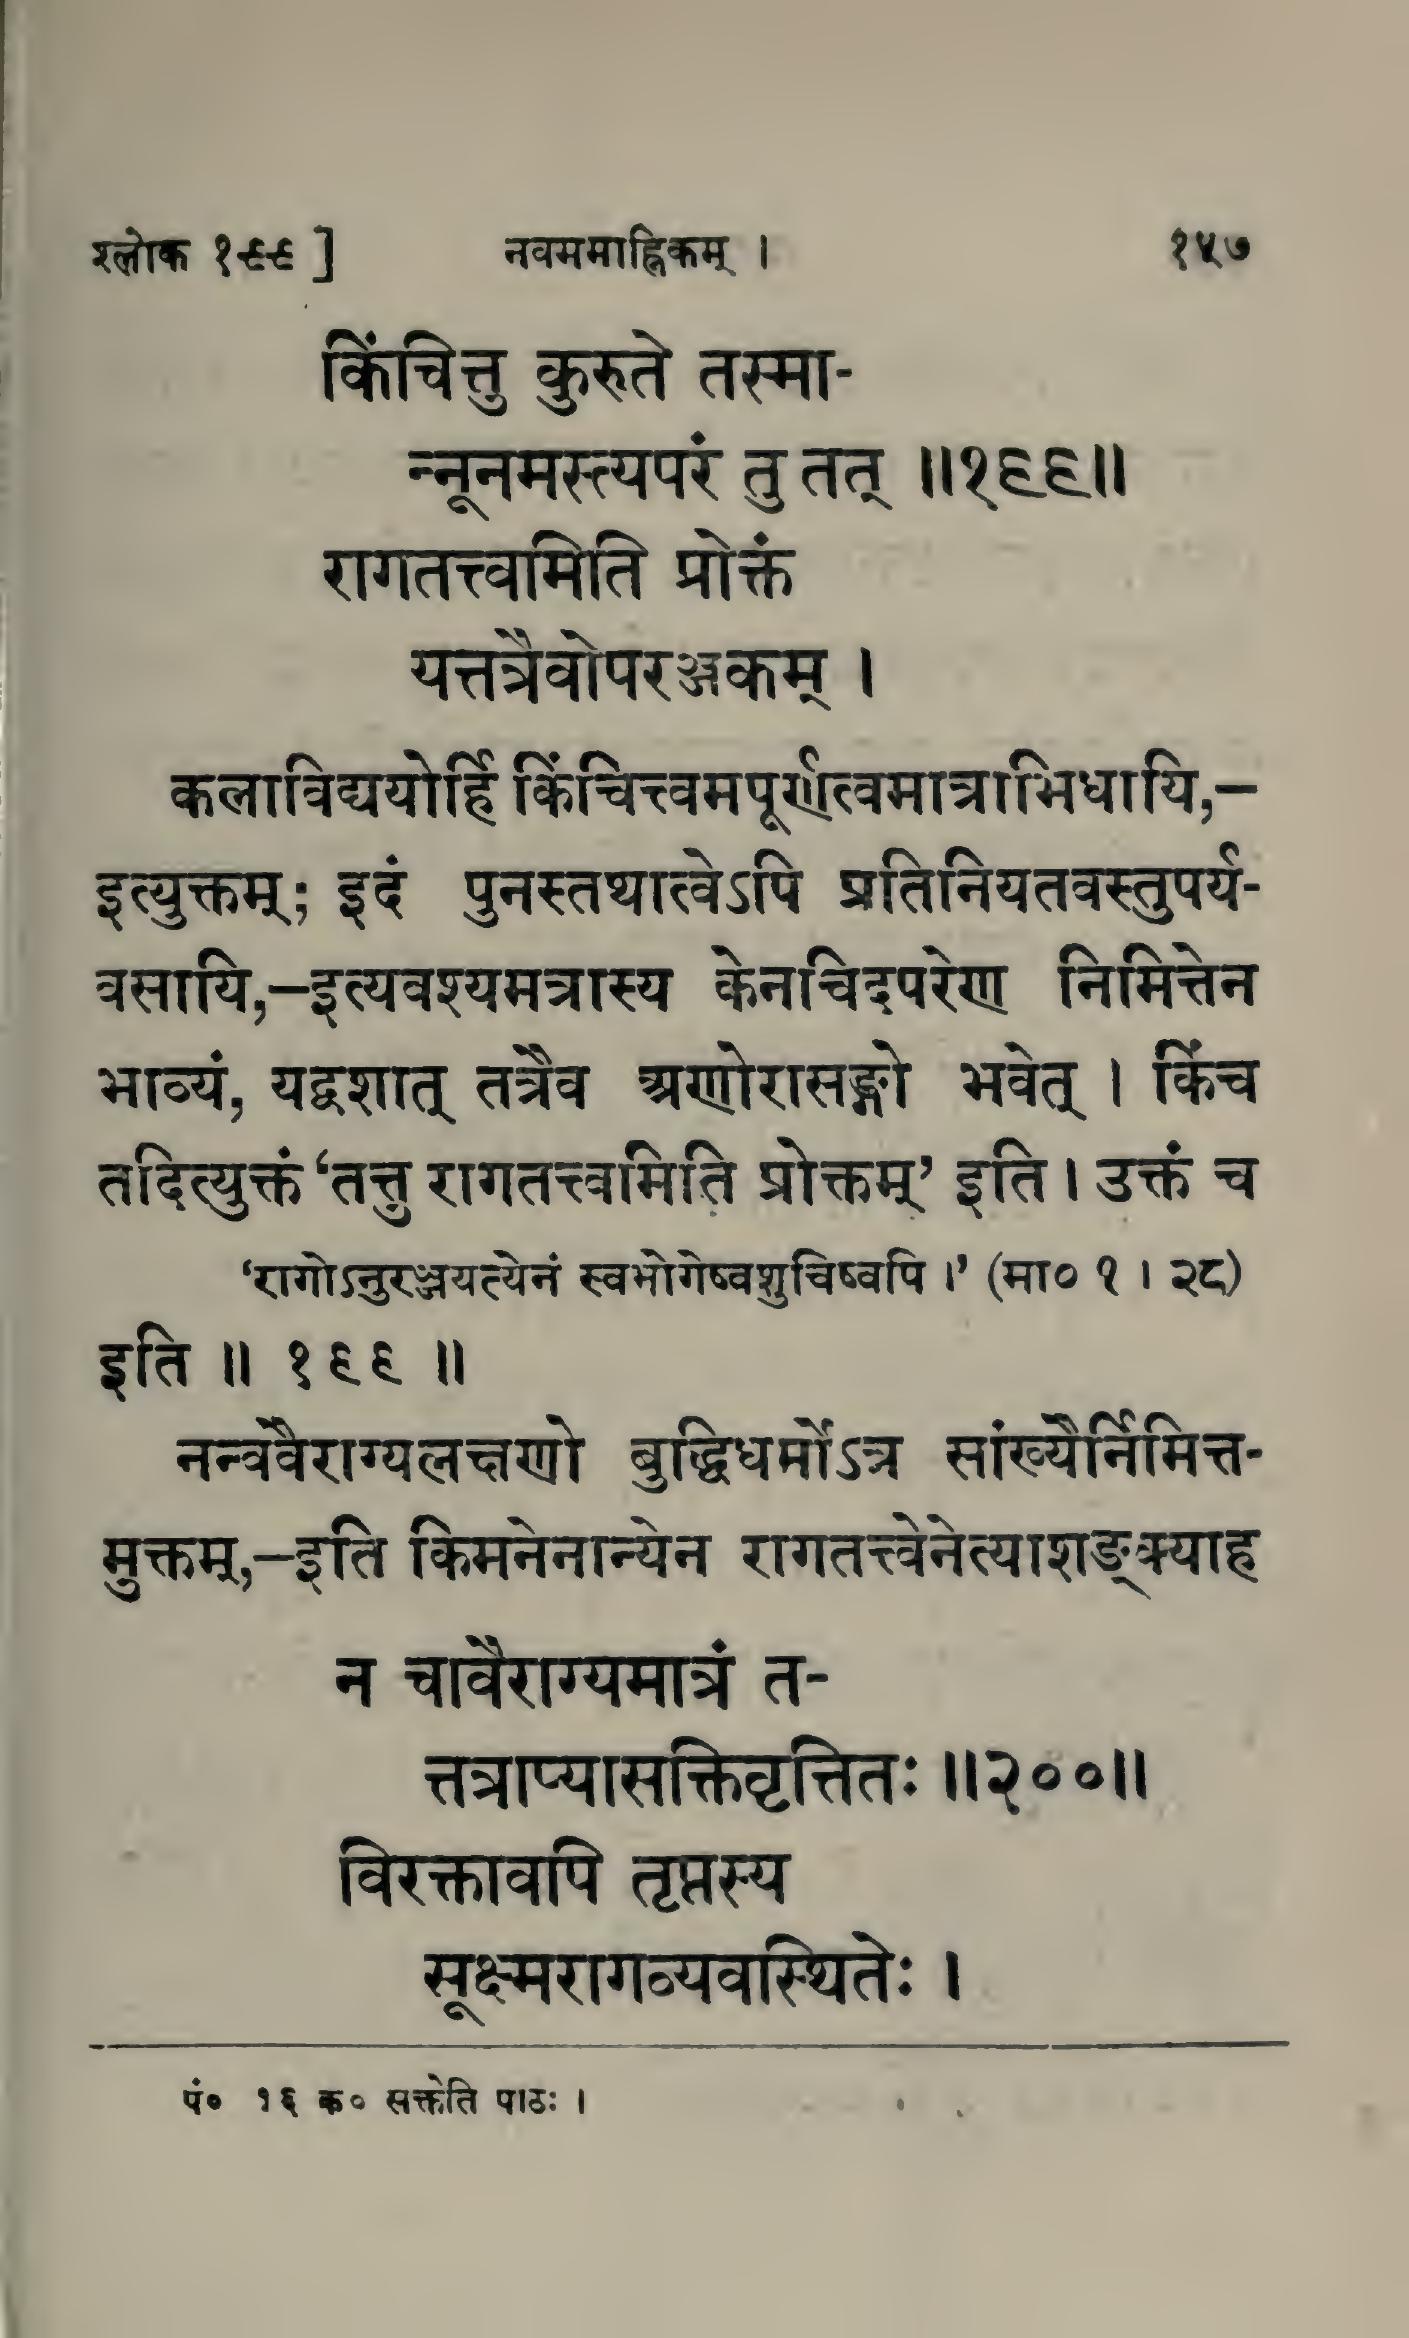 श्लोक १९९ ]
नवममाह्निकम् ।
१५७
किंचित्तु कुरुते तस्मा-
न्नूनमस्त्यपरं तु तत् ॥१९९॥
रागतत्त्वमिति प्रोक्तं
यत्तत्रैवोपरञ्जकम् ।
कलाविद्ययोर्हि किंचित्त्वमपूर्णत्वमात्राभिधायि,—
इत्युक्तम्; इदं पुनस्तथात्वेऽपि प्रतिनियतवस्तुपर्य-
वसायि,—इत्यवश्यमत्रास्य केनचिदपरेण निमित्तेन
भाव्यं, यद्वशात् तत्रैव अणोरासङ्गो भवेत् । किंच
तदित्युक्तं ‘तत्तु रागतत्त्वमिति प्रोक्तम्’ इति । उक्तं च
‘रागोऽनुरञ्जयत्येनं स्वभोगेष्वशुचिष्वपि ।’ (मा० १ । २८)
इति ॥ १९९ ॥
नन्ववैराग्यलक्षणो बुद्धिधर्मोऽत्र सांख्यैर्निमित्त-
मुक्तम्,—इति किमनेनान्येन रागतत्त्वेनेत्याशङ्क्याह
न चावैराग्यमात्रं त-
त्तत्राप्यासक्तिवृत्तितः ॥२००॥
विरक्तावपि तृप्तस्य
सूक्ष्मरागव्यवस्थितेः ।
पं० १६ क० सक्तेति पाठः ।